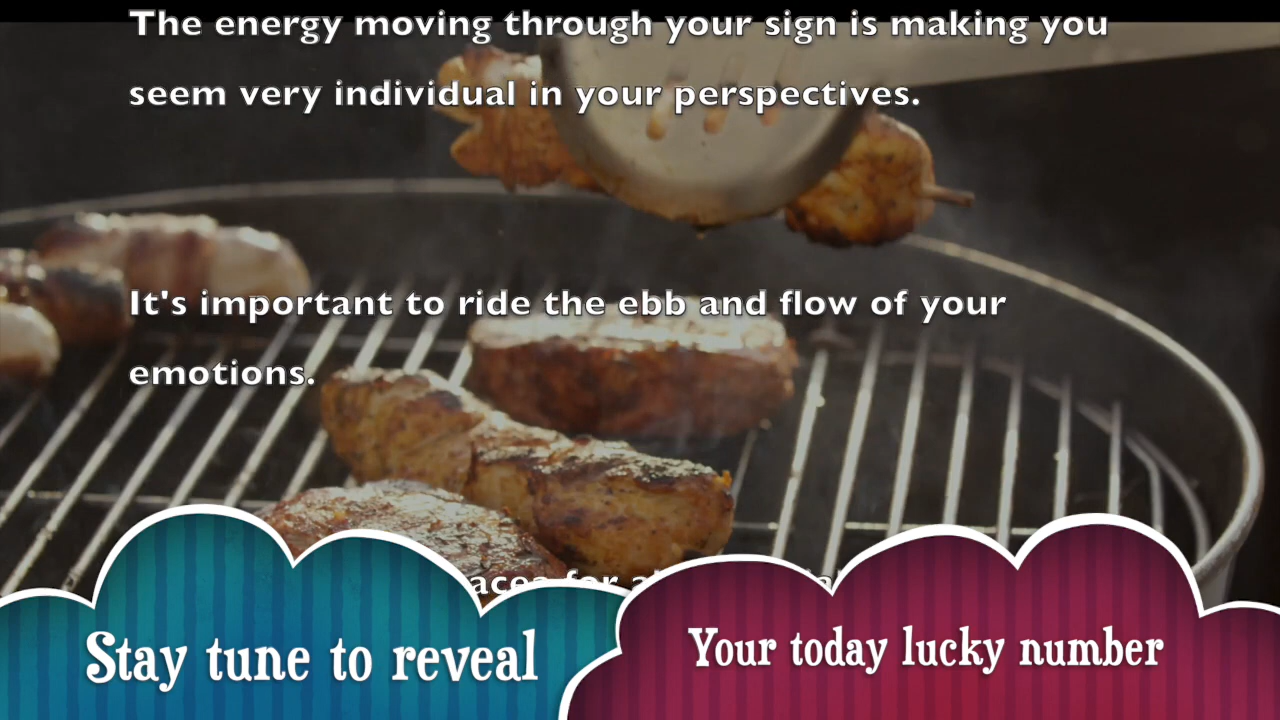 The energy moving through your sign is making you
seem very individual in your perspectives.
It's important to ride the ebb and flow of your
emotions.
for
Stay tune to reveal
Your today lucky number